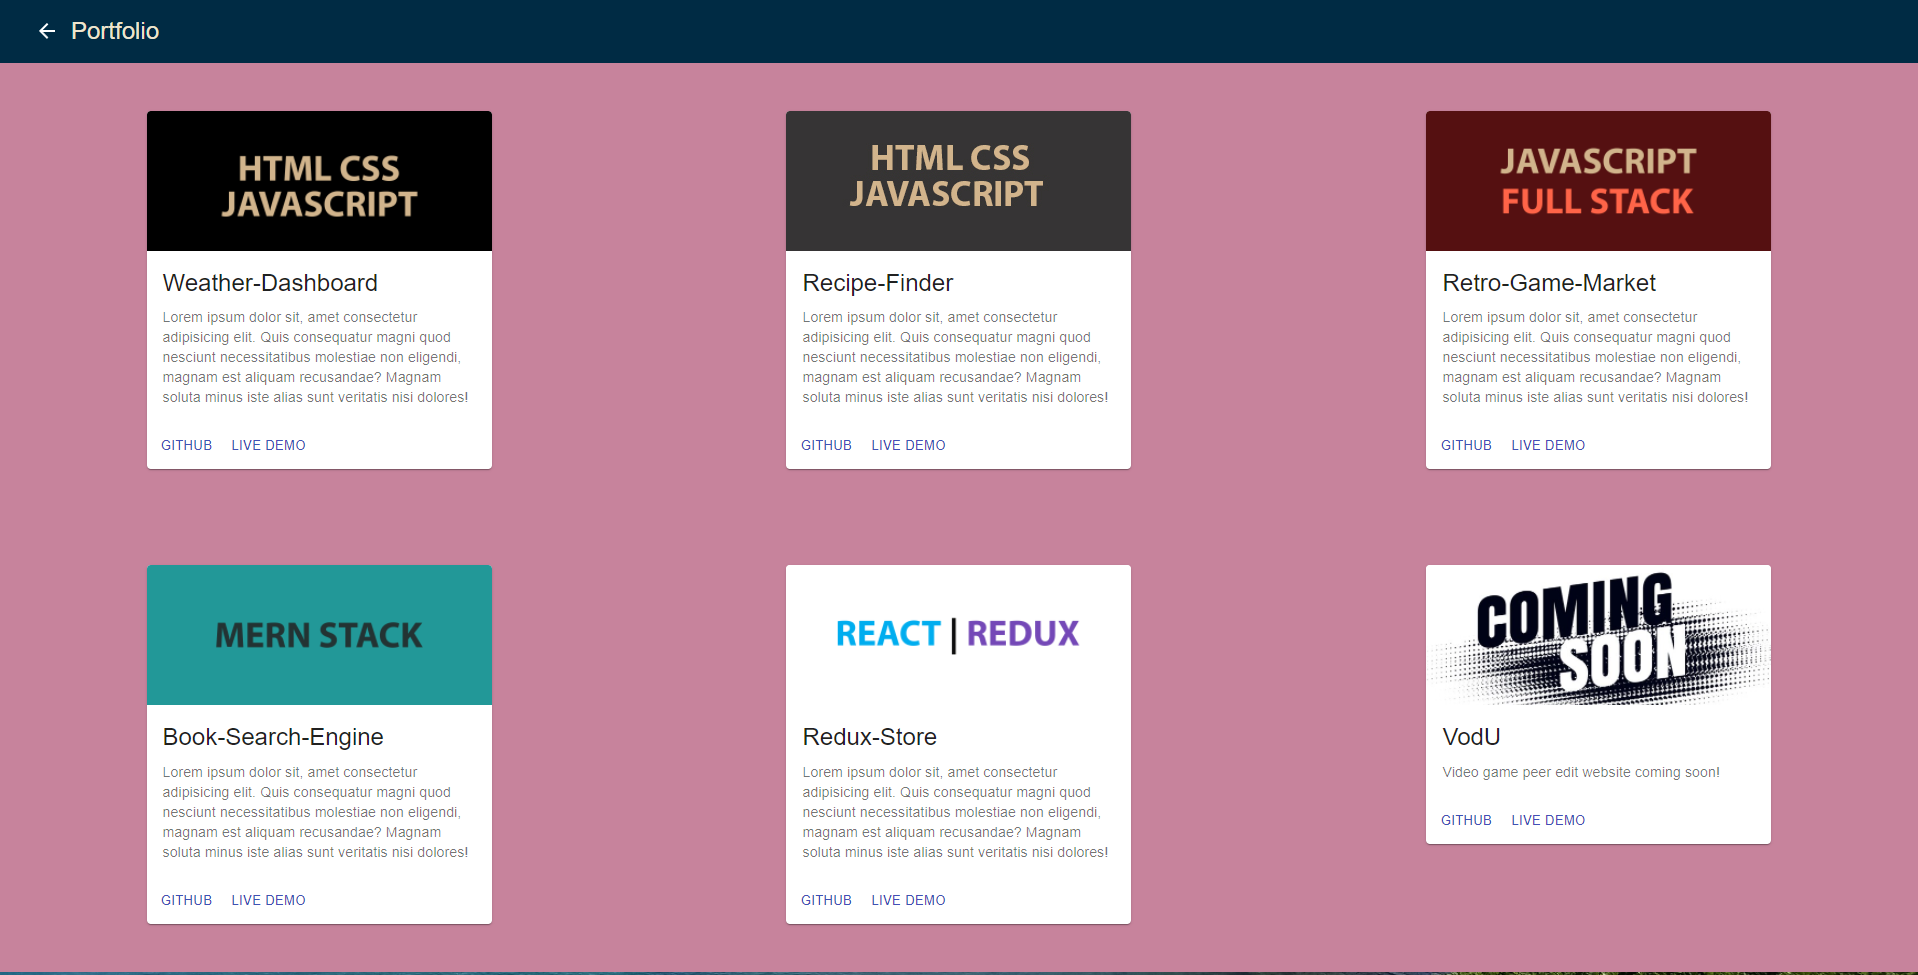 Portfolio
HTML CSS
JAVASCRIPT
Weather-Dashboard
Lorem ipsum dolor sit, amet consectetur
adipisicing elit. Quis consequatur magni quod
nesciunt necessitatibus molestiae non eligendi,
magnam est aliquam recusandae? Magnam
soluta minus iste alias sunt veritatis nisi dolores!
GITHUB LIVE DEMO
HTML CSS
JAVASCRIPT
Recipe-Finder
Lorem ipsum dolor sit, amet consectetur
adipisicing elit. Quis consequatur magni quod
nesciunt necessitatibus molestiae non eligendi,
magnam est aliquam recusandae? Magnam
soluta minus iste alias sunt veritatis nisi dolores!
GITHUB LIVE DEMO
JAVASCRIPT
FULL STACK
Retro-Game-Market
Lorem ipsum dolor sit, amet consectetur
adipisicing elit. Quis consequatur magni quod
nesciunt necessitatibus molestiae non eligendi,
magnam est aliquam recusandae? Magnam
soluta minus iste alias sunt veritatis nisi dolores!
GITHUB LIVE DEMO
MERN STACK
Book-Search-Engine
Lorem ipsum dolor sit, amet consectetur
adipisicing elit. Quis consequatur magni quod
nesciunt necessitatibus molestiae non eligendi,
magnam est aliquam recusandae? Magnam
soluta minus iste alias sunt veritatis nisi dolores!
GITHUB LIVE DEMO
REACT | REDUX
Redux-Store
Lorem ipsum dolor sit, amet consectetur
adipisicing elit. Quis consequatur magni quod
nesciunt necessitatibus molestiae non eligendi,
magnam est aliquam recusandae? Magnam
soluta minus iste alias sunt veritatis nisi dolores!
GITHUB LIVE DEMO
COMING
SOON
VodU
Video game peer edit website coming soon!
GITHUB LIVE DEMO